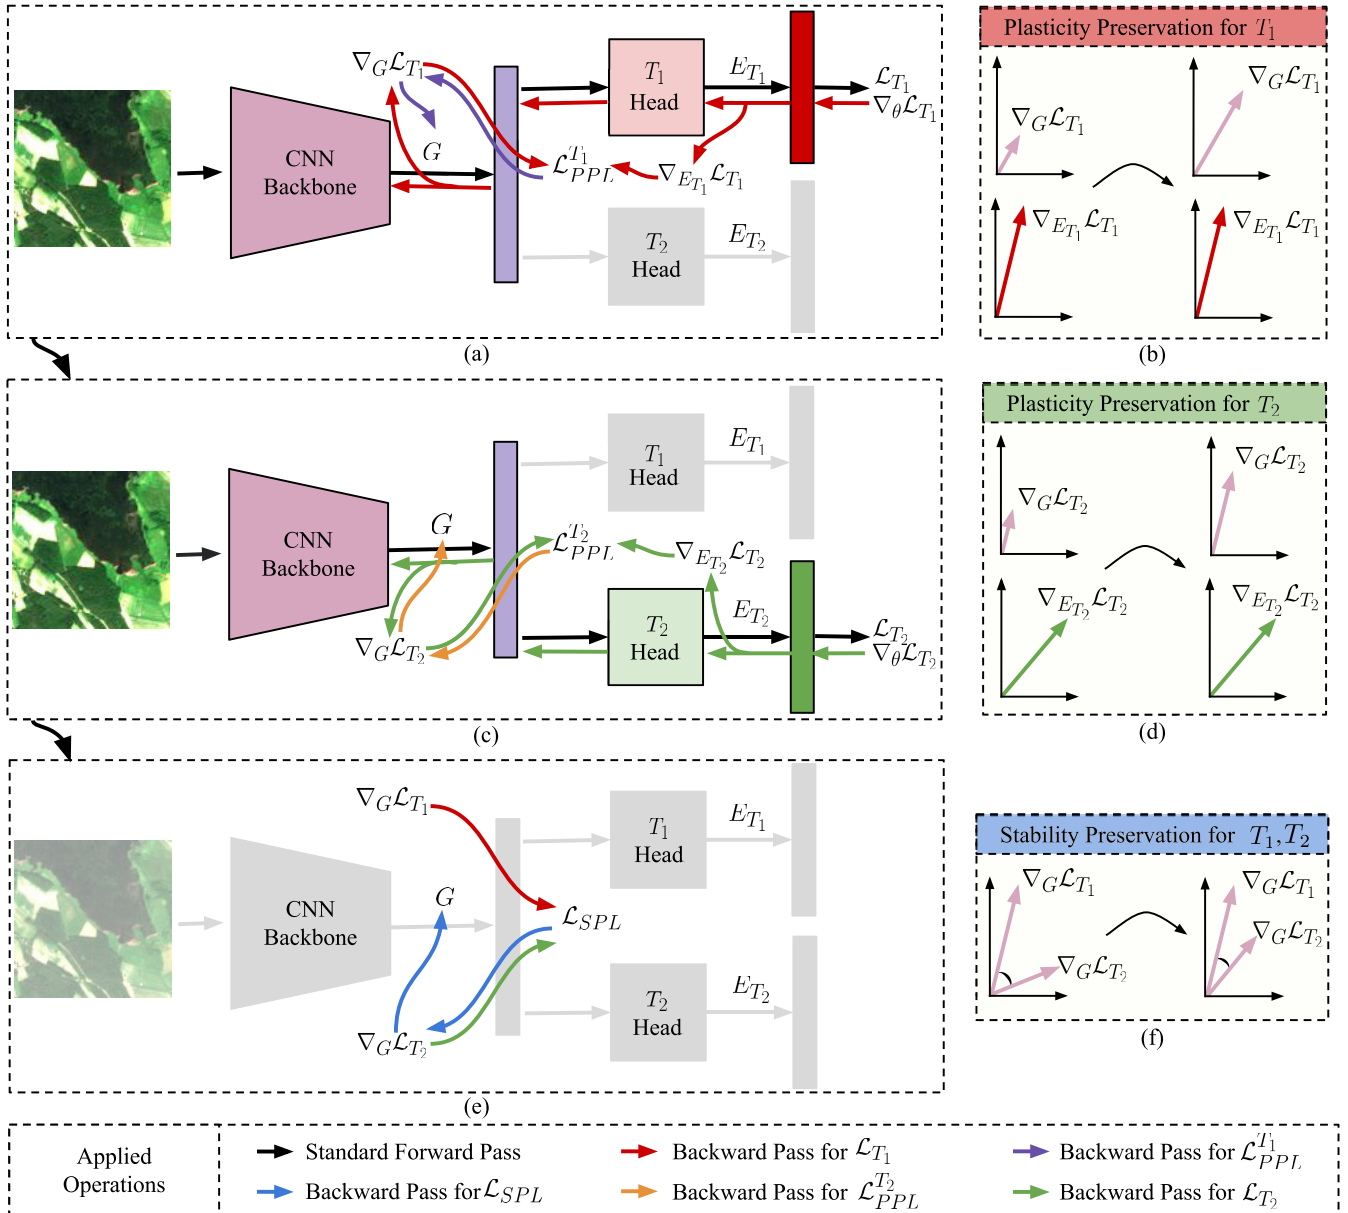 ∇_G ℒ_{T_1}
G
CNN
Backbone
T_1
Head
E_{T_1}
ℒ_{T_1}
∇_θ ℒ_{T_1}
ℒ_{PPL}^{T_1}
∇_{E_{T_1}} ℒ_{T_1}
T_2
Head
E_{T_2}
(a)
Plasticity Preservation for T_1
∇_G ℒ_{T_1}
∇_G ℒ_{T_1}
∇_{E_{T_1}} ℒ_{T_1}
∇_{E_{T_1}} ℒ_{T_1}
(b)
CNN
Backbone
G
∇_G ℒ_{T_2}
T_1
Head
E_{T_1}
ℒ_{PPL}^{T_2}
∇_{E_{T_2}} ℒ_{T_2}
T_2
Head
E_{T_2}
ℒ_{T_2}
∇_θ ℒ_{T_2}
(c)
Plasticity Preservation for T_2
∇_G ℒ_{T_2}
∇_G ℒ_{T_2}
∇_{E_{T_2}} ℒ_{T_2}
∇_{E_{T_2}} ℒ_{T_2}
(d)
∇_G ℒ_{T_1}
CNN
Backbone
G
∇_G ℒ_{T_2}
ℒ_{SPL}
T_1
Head
E_{T_1}
T_2
Head
E_{T_2}
(e)
Stability Preservation for T_1, T_2
∇_G ℒ_{T_1}
∇_G ℒ_{T_2}
∇_G ℒ_{T_1}
∇_G ℒ_{T_2}
(f)
Applied
Operations
Standard Forward Pass
Backward Pass for ℒ_{T_1}
Backward Pass for ℒ_{PPL}^{T_1}
Backward Pass for ℒ_{SPL}
Backward Pass for ℒ_{PPL}^{T_2}
Backward Pass for ℒ_{T_2}